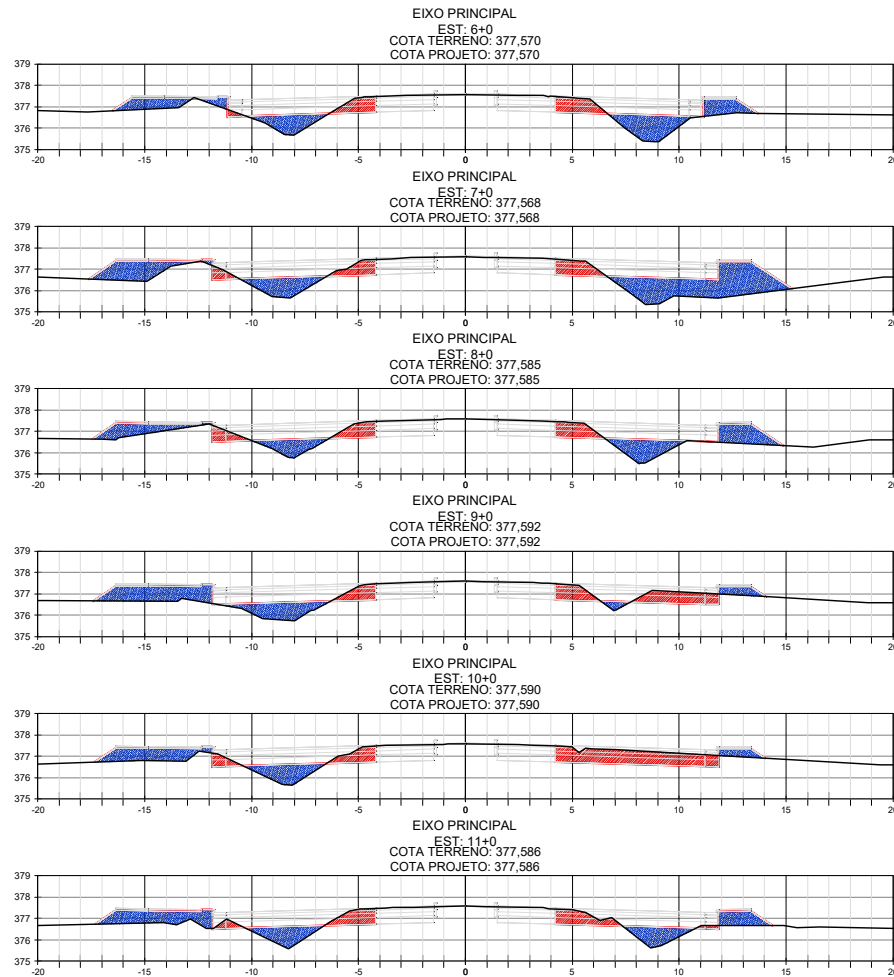 EIXO PRINCIPAL
EST: 6+0
COTA TERRENO: 377,570
COTA PROJETO: 377,570
379
378
377
376
375
-20 -15 -10 -5 0 5 10 15 20
EIXO PRINCIPAL
EST: 7+0
COTA TERRENO: 377,568
COTA PROJETO: 377,568
379
378
377
376
375
-20 -15 -10 -5 0 5 10 15 20
EIXO PRINCIPAL
EST: 8+0
COTA TERRENO: 377,585
COTA PROJETO: 377,585
379
378
377
376
375
-20 -15 -10 -5 0 5 10 15 20
EIXO PRINCIPAL
EST: 9+0
COTA TERRENO: 377,592
COTA PROJETO: 377,592
379
378
377
376
375
-20 -15 -10 -5 0 5 10 15 20
EIXO PRINCIPAL
EST: 10+0
COTA TERRENO: 377,590
COTA PROJETO: 377,590
379
378
377
376
375
-20 -15 -10 -5 0 5 10 15 20
EIXO PRINCIPAL
EST: 11+0
COTA TERRENO: 377,586
COTA PROJETO: 377,586
379
378
377
376
375
-20 -15 -10 -5 0 5 10 15 20